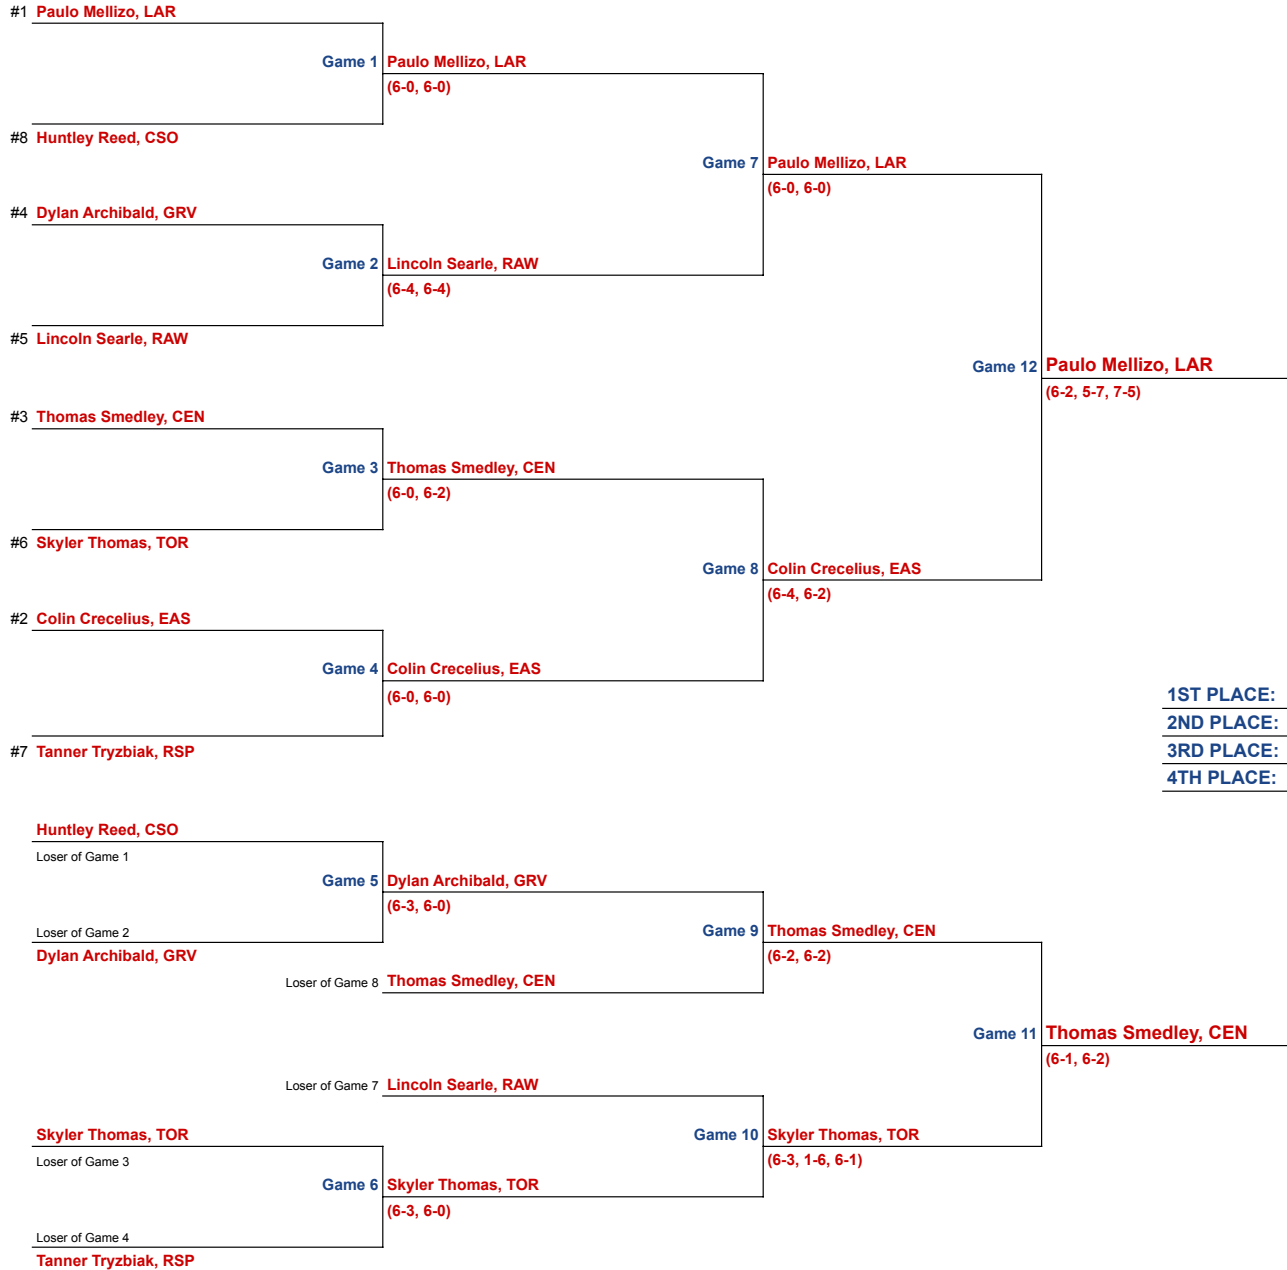 #1 Paulo Mellizo, LAR
Game 1 Paulo Mellizo, LAR
(6-0, 6-0)
#8 Huntley Reed, CSO
Game 7 Paulo Mellizo, LAR
(6-0, 6-0)
#4 Dylan Archibald, GRV
Game 2 Lincoln Searle, RAW
(6-4, 6-4)
#5 Lincoln Searle, RAW
Game 12 Paulo Mellizo, LAR
(6-2, 5-7, 7-5)
#3 Thomas Smedley, CEN
Game 3 Thomas Smedley, CEN
(6-0, 6-2)
#6 Skyler Thomas, TOR
Game 8 Colin Crecelius, EAS
(6-4, 6-2)
#2 Colin Crecelius, EAS
Game 4 Colin Crecelius, EAS
(6-0, 6-0)
#7 Tanner Tryzbiak, RSP
1ST PLACE:
2ND PLACE:
3RD PLACE:
4TH PLACE:
Huntley Reed, CSO
Loser of Game 1
Game 5 Dylan Archibald, GRV
(6-3, 6-0)
Loser of Game 2
Dylan Archibald, GRV
Game 9 Thomas Smedley, CEN
(6-2, 6-2)
Loser of Game 8 Thomas Smedley, CEN
Game 11 Thomas Smedley, CEN
(6-1, 6-2)
Loser of Game 7 Lincoln Searle, RAW
Skyler Thomas, TOR
Loser of Game 3
Game 10 Skyler Thomas, TOR
(6-3, 1-6, 6-1)
Game 6 Skyler Thomas, TOR
(6-3, 6-0)
Loser of Game 4
Tanner Tryzbiak, RSP